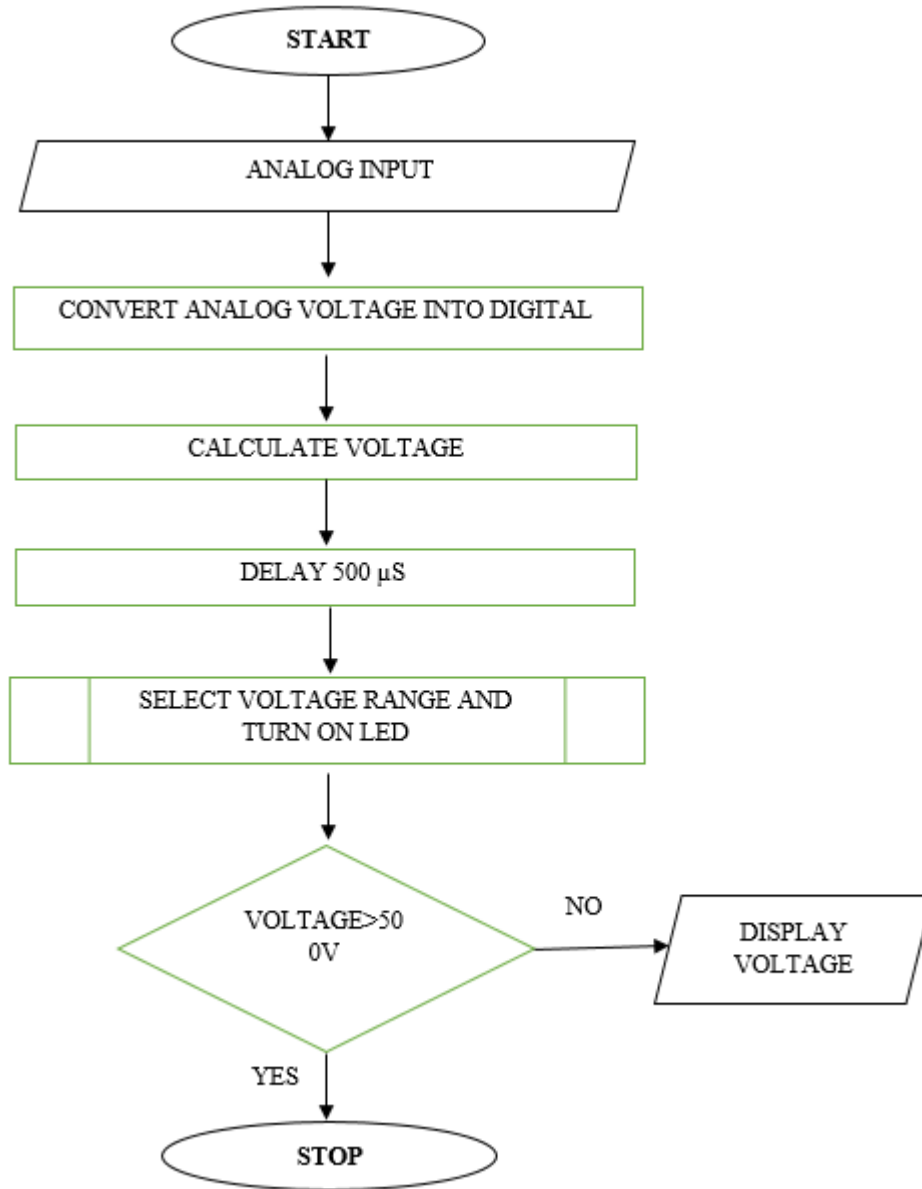 START
ANALOG INPUT
CONVERT ANALOG VOLTAGE INTO DIGITAL
CALCULATE VOLTAGE
DELAY 500 µS
SELECT VOLTAGE RANGE AND
TURN ON LED
VOLTAGE>50
0V
NO
DISPLAY
VOLTAGE
YES
STOP